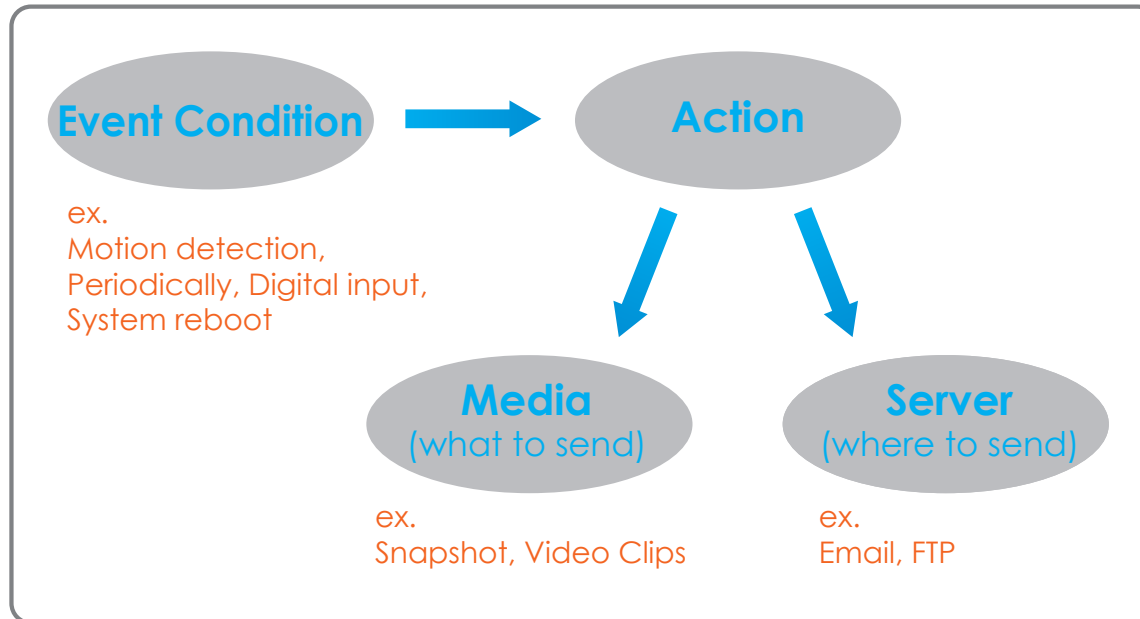 Event Condition
Action
ex.
Motion detection,
Periodically, Digital input,
System reboot
Media
(what to send)
ex.
Snapshot, Video Clips
Server
(where to send)
ex.
Email, FTP